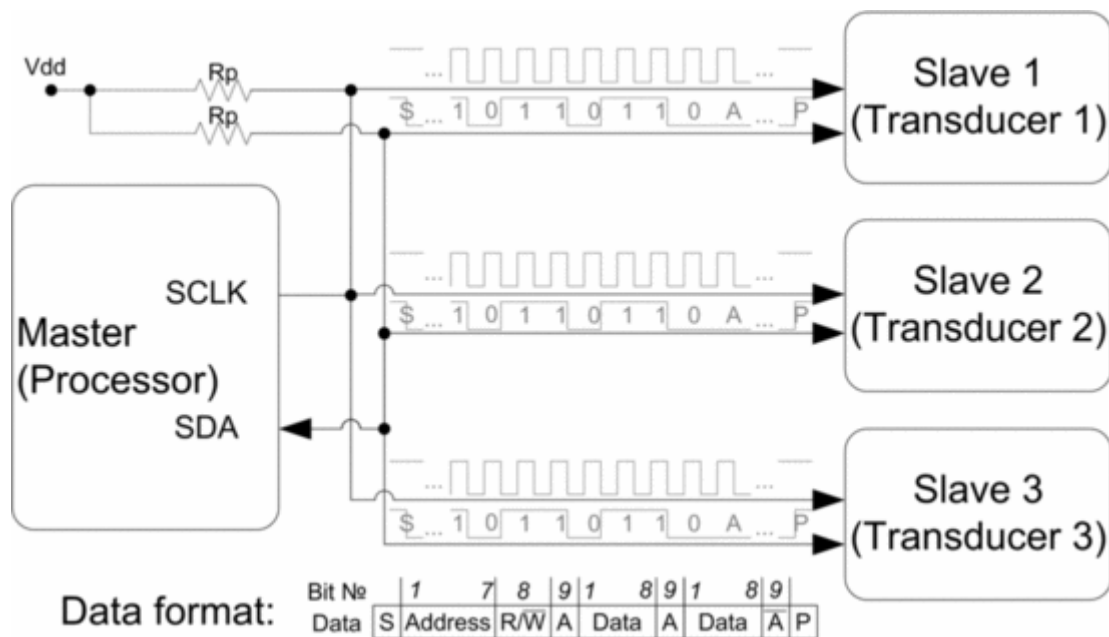 Vdd
Rp
Rp
S ... 1 0 1 1 0 1 1 0 A ... P
Slave 1
(Transducer 1)
Master
(Processor)
SCLK
SDA
S ... 1 0 1 1 0 1 1 0 A ... P
Slave 2
(Transducer 2)
S ... 1 0 1 1 0 1 1 0 A ... P
Slave 3
(Transducer 3)
Data format:
Bit № 1 7 8 9 1 8 9 1 8 9
Data S Address R/W̅ A Data A Data A̅ P